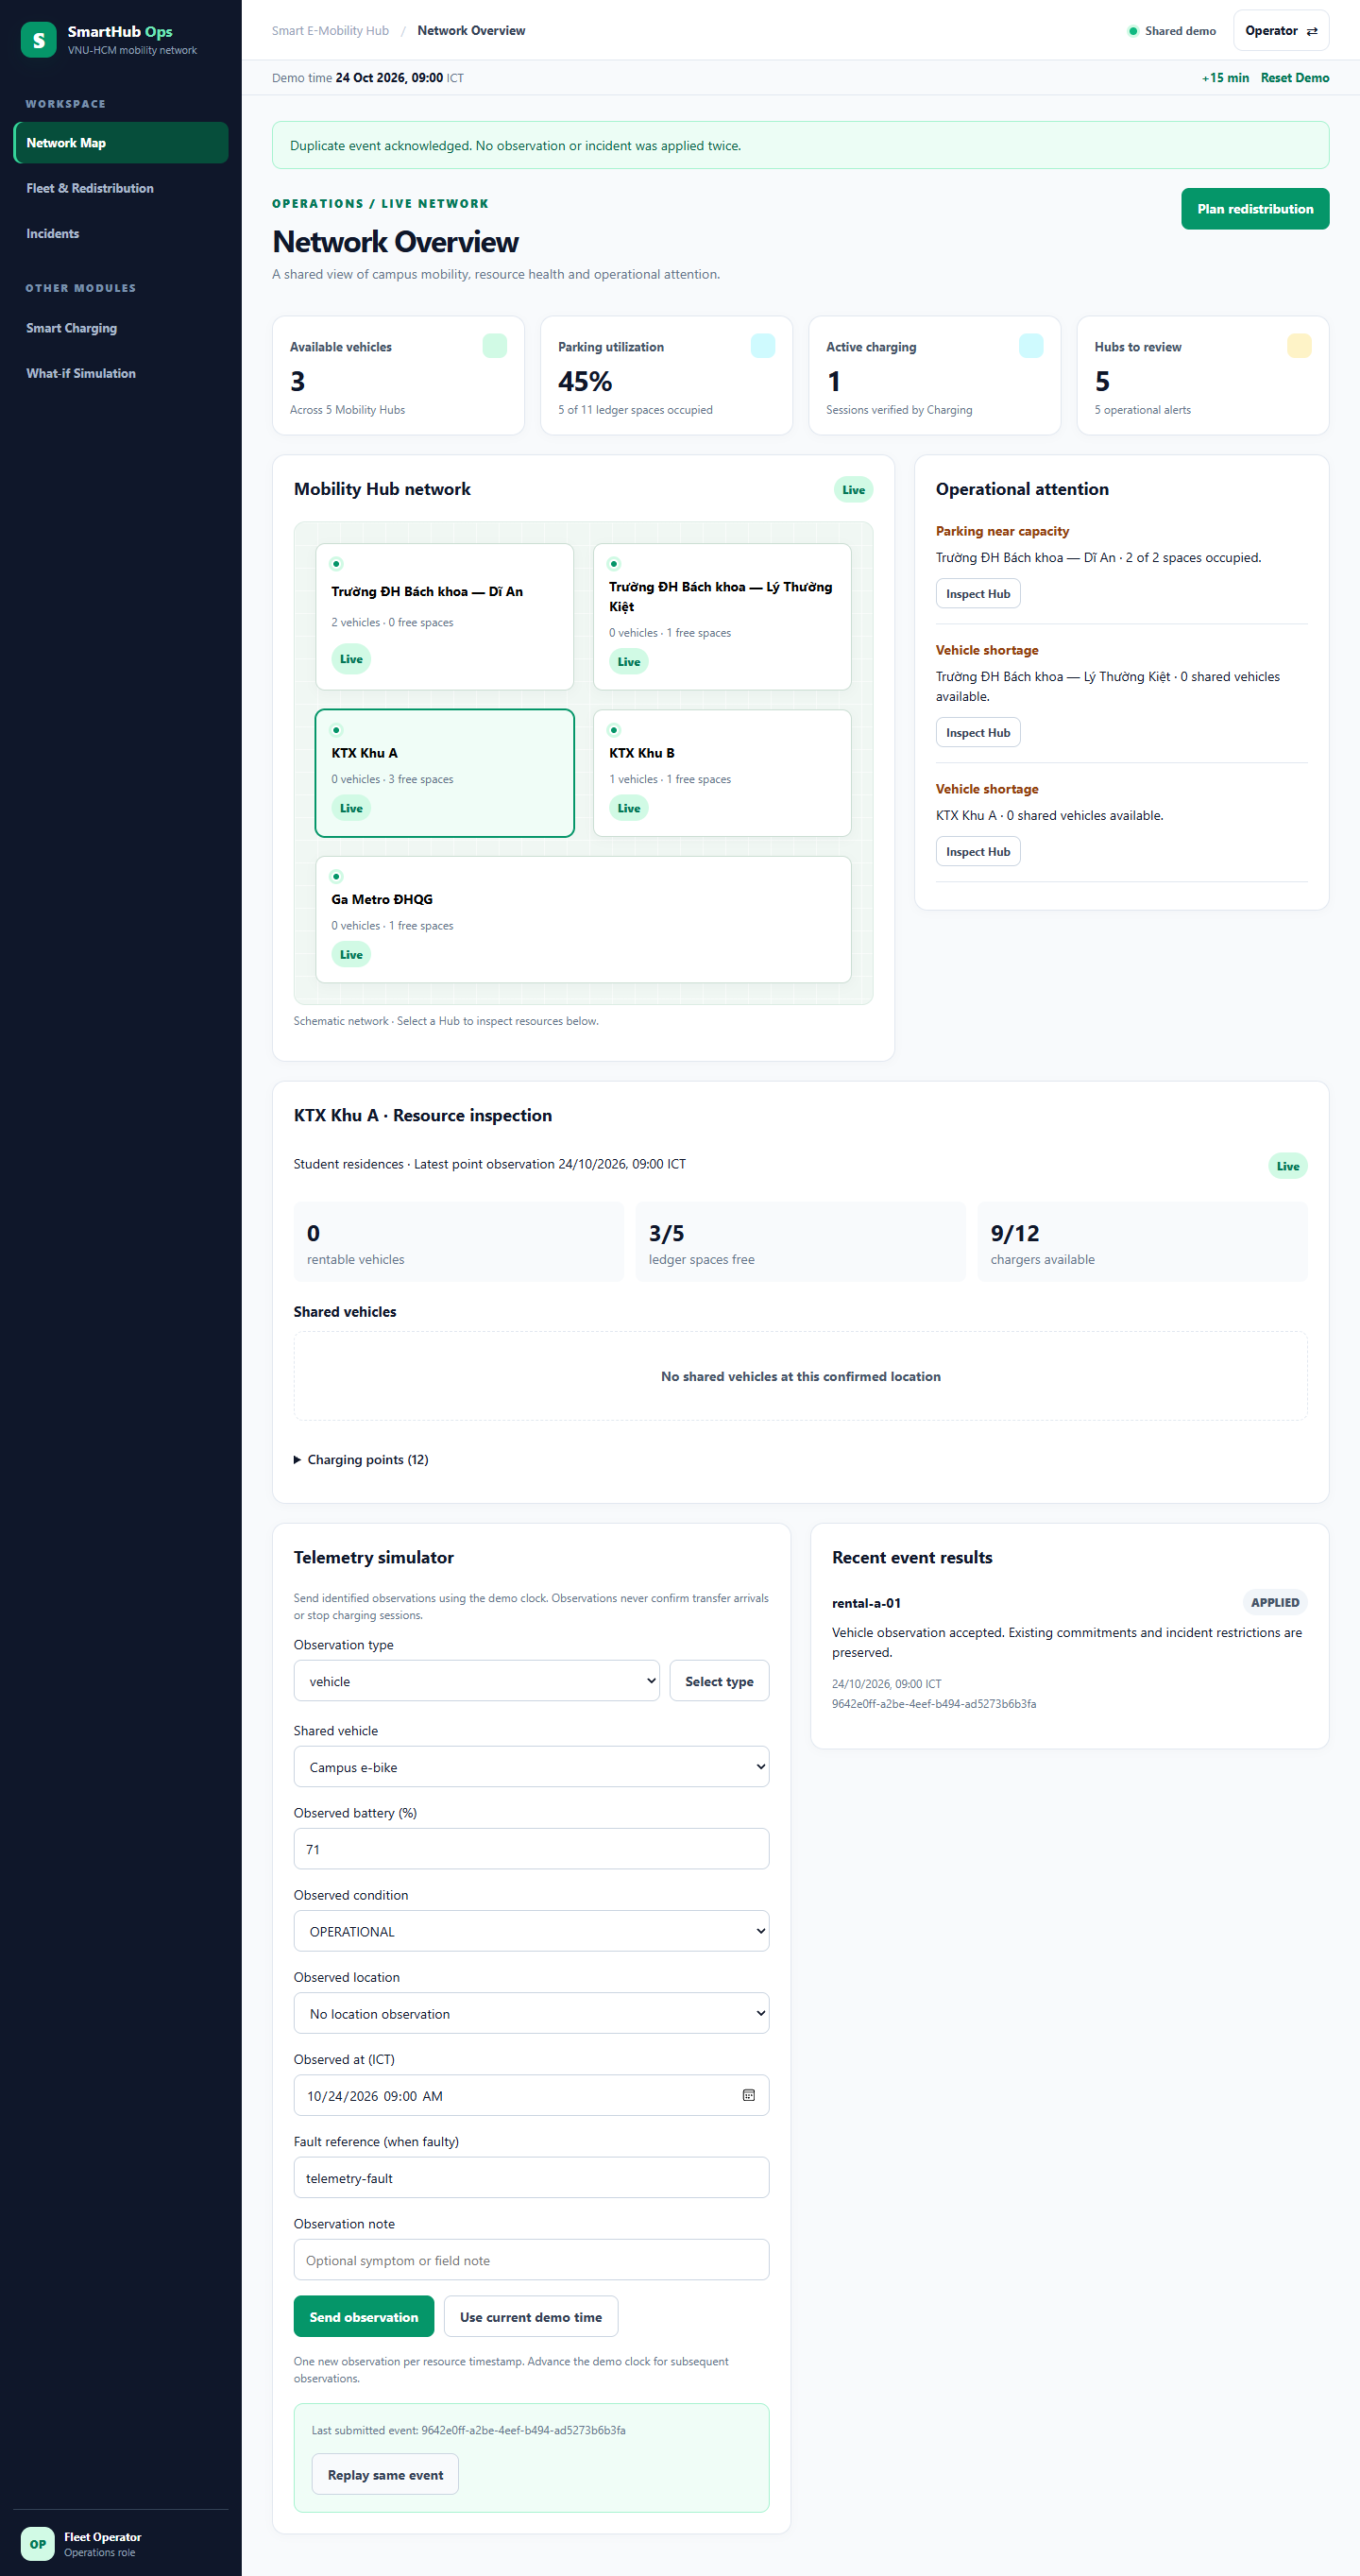 S
SmartHub Ops
VNU-HCM mobility network
WORKSPACE
Network Map
Fleet & Redistribution
Incidents
OTHER MODULES
Smart Charging
What-if Simulation
OP
Fleet Operator
Operations role
Smart E-Mobility Hub / Network Overview
Shared demo
Operator ⇄
Demo time 24 Oct 2026, 09:00 ICT
+15 min Reset Demo
Duplicate event acknowledged. No observation or incident was applied twice.
OPERATIONS / LIVE NETWORK
Network Overview
A shared view of campus mobility, resource health and operational attention.
Plan redistribution
Available vehicles
3
Across 5 Mobility Hubs
Parking utilization
45%
5 of 11 ledger spaces occupied
Active charging
1
Sessions verified by Charging
Hubs to review
5
5 operational alerts
Mobility Hub network
Live
Trường ĐH Bách khoa — Dĩ An
2 vehicles · 0 free spaces
Live
Trường ĐH Bách khoa — Lý Thường
Kiệt
0 vehicles · 1 free spaces
Live
KTX Khu A
0 vehicles · 3 free spaces
Live
KTX Khu B
1 vehicles · 1 free spaces
Live
Ga Metro ĐHQG
0 vehicles · 1 free spaces
Live
Schematic network · Select a Hub to inspect resources below.
Operational attention
Parking near capacity
Trường ĐH Bách khoa — Dĩ An · 2 of 2 spaces occupied.
Inspect Hub
Vehicle shortage
Trường ĐH Bách khoa — Lý Thường Kiệt · 0 shared vehicles
available.
Inspect Hub
Vehicle shortage
KTX Khu A · 0 shared vehicles available.
Inspect Hub
KTX Khu A · Resource inspection
Student residences · Latest point observation 24/10/2026, 09:00 ICT
Live
0
rentable vehicles
3/5
ledger spaces free
9/12
chargers available
Shared vehicles
No shared vehicles at this confirmed location
Charging points (12)
Telemetry simulator
Send identified observations using the demo clock. Observations never confirm transfer arrivals
or stop charging sessions.
Observation type
vehicle
Select type
Shared vehicle
Campus e-bike
Observed battery (%)
71
Observed condition
OPERATIONAL
Observed location
No location observation
Observed at (ICT)
10/24/2026 09:00 AM
Fault reference (when faulty)
telemetry-fault
Observation note
Optional symptom or field note
Send observation
Use current demo time
One new observation per resource timestamp. Advance the demo clock for subsequent
observations.
Last submitted event: 9642e0ff-a2be-4eef-b494-ad5273b6b3fa
Replay same event
Recent event results
rental-a-01
APPLIED
Vehicle observation accepted. Existing commitments and incident restrictions are
preserved.
24/10/2026, 09:00 ICT
9642e0ff-a2be-4eef-b494-ad5273b6b3fa